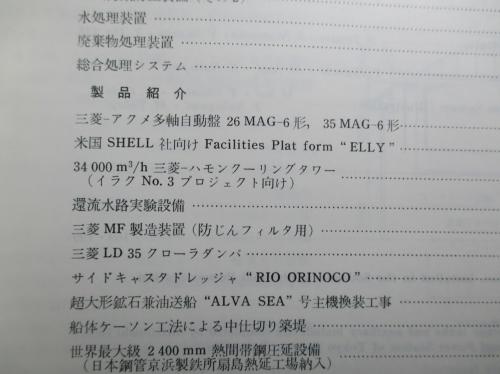 水処理装置
廃棄物処理装置
総合処理システム
製品紹介
三菱-アクメ多軸自動盤 26 MAG-6 形, 35 MAG-6 形
米国 SHELL 社向け Facilities Plat form “ELLY”
34 000 m³/h 三菱-ハモンクーリングタワー
(イラク No. 3 プロジェクト向け)
還流水路実験設備
三菱 MF 製造装置 (防じんフィルタ用)
三菱 LD 35 クローラダンパ
サイドキャスタドレッジャ“RIO ORINOCO”
超大形鉱石兼油送船 “ALVA SEA” 号主機換装工事
船体ケーソン工法による中仕切り築堤
世界最大級 2 400 mm 熱間帯鋼圧延設備
(日本鋼管京浜製鉄所扇島熱延工場納入)